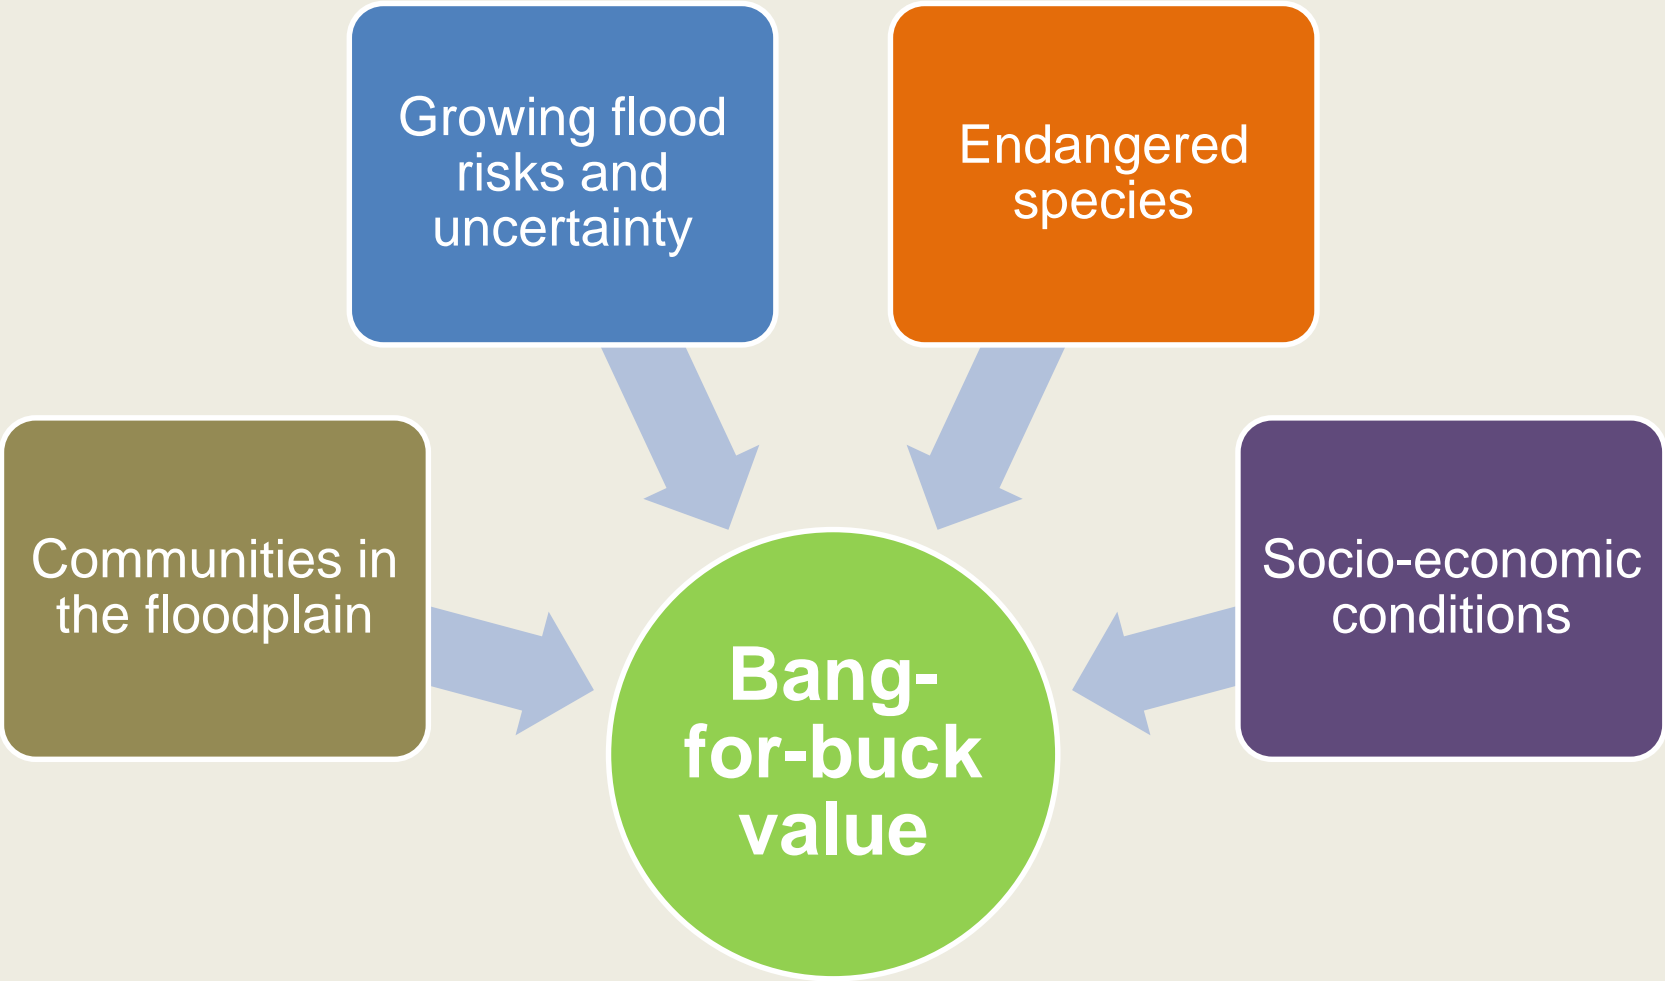 Growing flood
risks and
uncertainty
Endangered
species
Communities in
the floodplain
Socio-economic
conditions
Bang-
for-buck
value